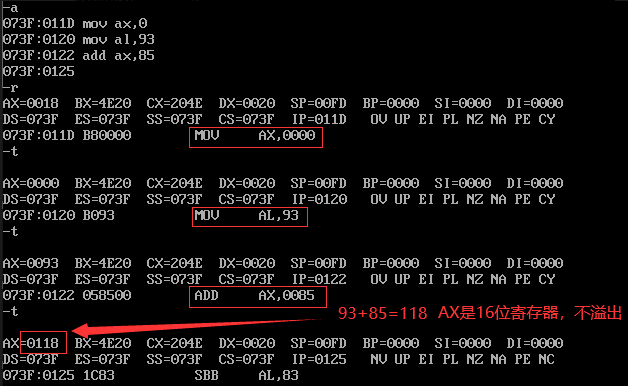 -a
073F:011D mov ax,0
073F:0120 mov al,93
073F:0122 add ax,85
073F:0125
-r
AX=0018 BX=4E20 CX=204E DX=0020 SP=00FD BP=0000 SI=0000 DI=0000
DS=073F ES=073F SS=073F CS=073F IP=011D OV UP EI PL NZ NA PE CY
073F:011D B80000 MOV AX,0000
-t
AX=0000 BX=4E20 CX=204E DX=0020 SP=00FD BP=0000 SI=0000 DI=0000
DS=073F ES=073F SS=073F CS=073F IP=0120 OV UP EI PL NZ NA PE CY
073F:0120 B093 MOV AL,93
-t
AX=0093 BX=4E20 CX=204E DX=0020 SP=00FD BP=0000 SI=0000 DI=0000
DS=073F ES=073F SS=073F CS=073F IP=0122 OV UP EI PL NZ NA PE CY
073F:0122 058500 ADD AX,0085
-t
93+85=118 AX是16位寄存器，不溢出
AX=0118 BX=4E20 CX=204E DX=0020 SP=00FD BP=0000 SI=0000 DI=0000
DS=073F ES=073F SS=073F CS=073F IP=0125 NV UP EI PL NZ NA PE NC
073F:0125 1C83 SBB AL,83